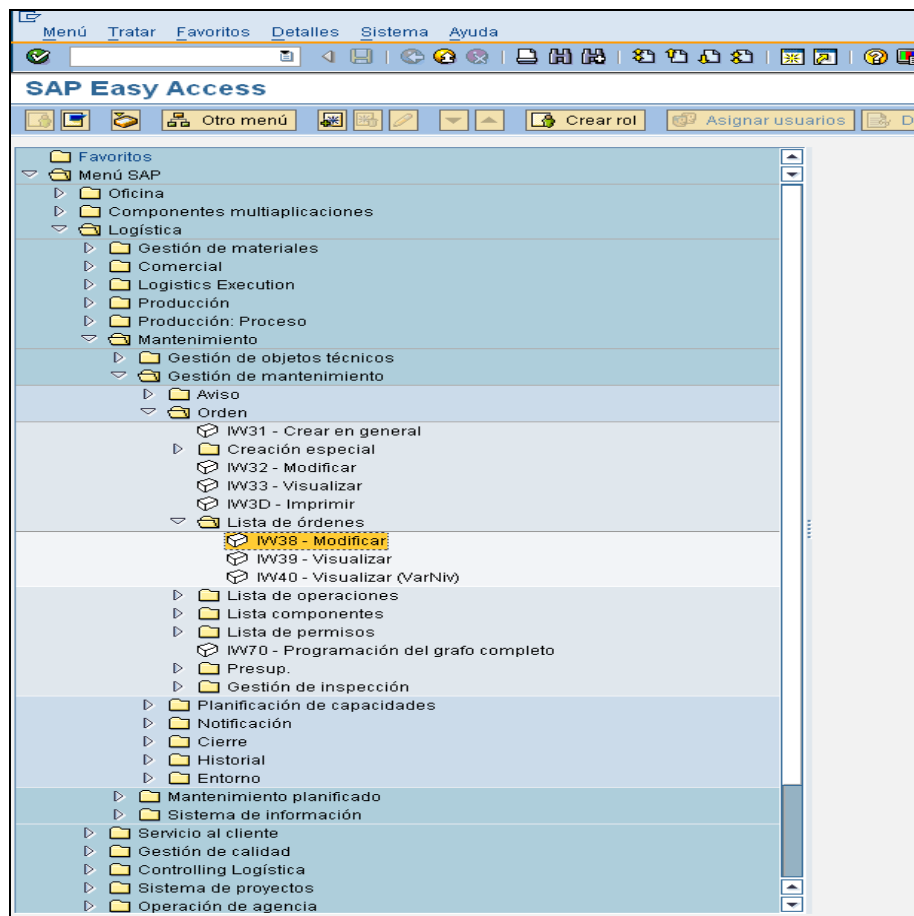 Menú Tratar Favoritos Detalles Sistema Ayuda
SAP Easy Access
Otro menú Crear rol Asignar usuarios D
Favoritos
Menú SAP
Oficina
Componentes multiaplicaciones
Logística
Gestión de materiales
Comercial
Logistics Execution
Producción
Producción: Proceso
Mantenimiento
Gestión de objetos técnicos
Gestión de mantenimiento
Aviso
Orden
IW31 - Crear en general
Creación especial
IW32 - Modificar
IW33 - Visualizar
IW3D - Imprimir
Lista de órdenes
IW38 - Modificar
IW39 - Visualizar
IW40 - Visualizar (VarNiv)
Lista de operaciones
Lista componentes
Lista de permisos
IW70 - Programación del grafo completo
Presup.
Gestión de inspección
Planificación de capacidades
Notificación
Cierre
Historial
Entorno
Mantenimiento planificado
Sistema de información
Servicio al cliente
Gestión de calidad
Controlling Logística
Sistema de proyectos
Operación de agencia